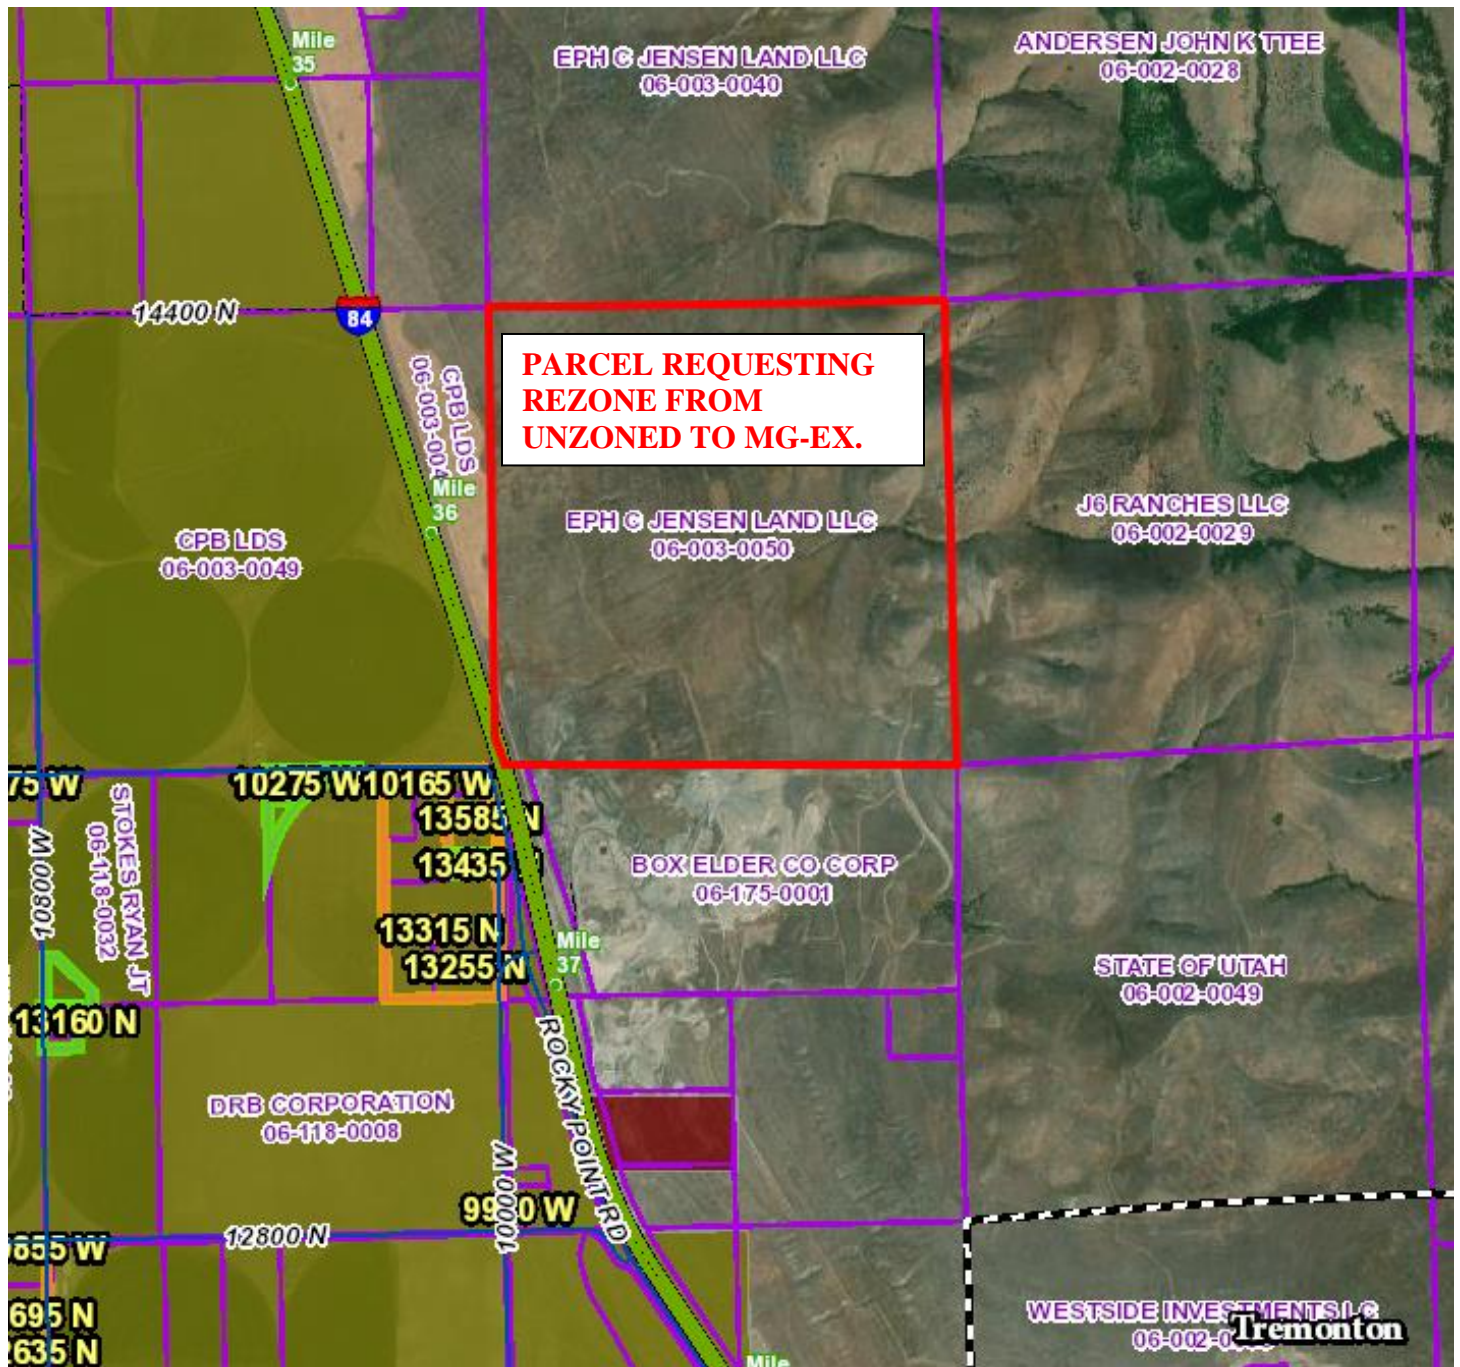 Mile
35
EPH C JENSEN LAND LLC
06-003-0040
ANDERSEN JOHN K TTEE
06-002-0028
14400 N
84
PARCEL REQUESTING
REZONE FROM
UNZONED TO MG-EX.
CPB LDS
06-003-004
Mile
36
EPH C JENSEN LAND LLC
06-003-0050
J6 RANCHES LLC
06-002-0029
CPB LDS
06-003-0049
75 W
10275 W
10165 W
13585 N
13435
STOKES RYAN JT
06-118-0032
10800 W
BOX ELDER CO CORP
06-175-0001
13315 N
13255 N
Mile
37
STATE OF UTAH
06-002-0049
13160 N
ROCKY POINT RD
DRB CORPORATION
06-118-0008
10000 W
12800 N
855 W
WESTSIDE INVESTMENTS LC
06-002-0
Tremonton
695 N
2635 N
Mile